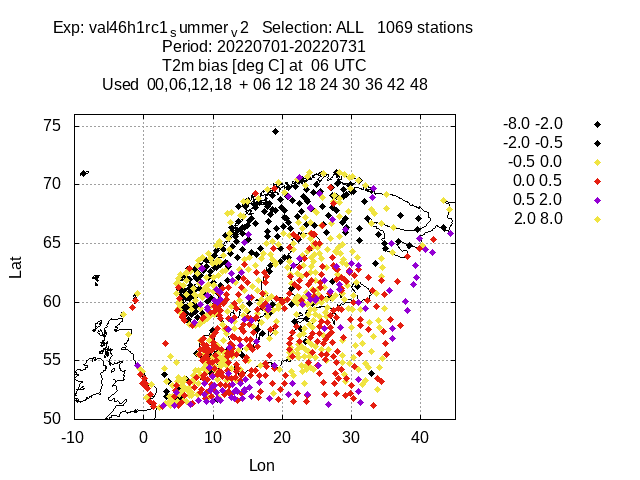 Exp: val46h1rc1summerv2 Selection: ALL 1069 stations
Period: 20220701-20220731
T2m bias [deg C] at 06 UTC
Used 00,06,12,18 + 06 12 18 24 30 36 42 48
-8.0 -2.0
-2.0 -0.5
-0.5 0.0
0.0 0.5
0.5 2.0
2.0 8.0
75
70
65
60
55
50
Lat
-10 0 10 20 30 40
Lon